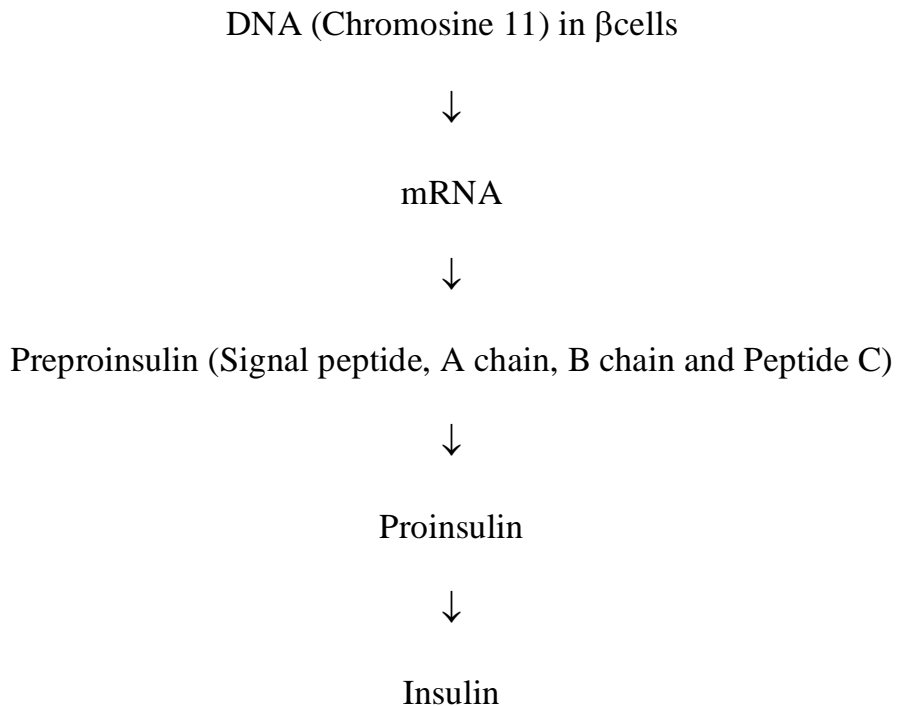 DNA (Chromosine 11) in βcells
↓
mRNA
↓
Preproinsulin (Signal peptide, A chain, B chain and Peptide C)
↓
Proinsulin
↓
Insulin